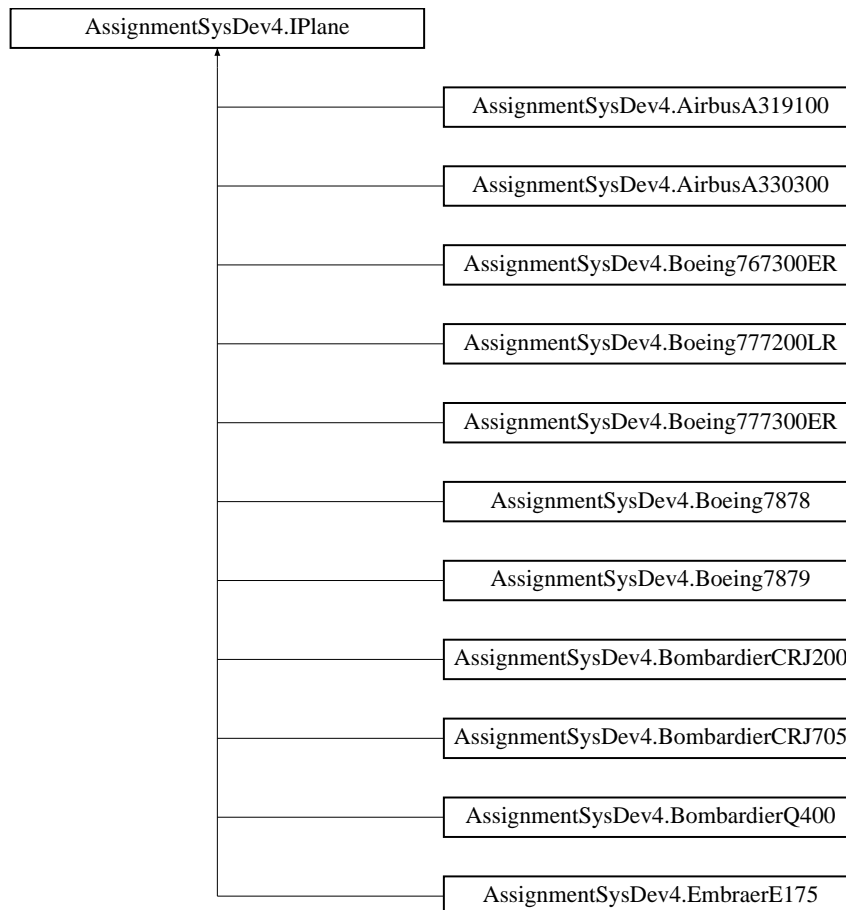 AssignmentSysDev4.IPlane
AssignmentSysDev4.AirbusA319100
AssignmentSysDev4.AirbusA330300
AssignmentSysDev4.Boeing767300ER
AssignmentSysDev4.Boeing777200LR
AssignmentSysDev4.Boeing777300ER
AssignmentSysDev4.Boeing7878
AssignmentSysDev4.Boeing7879
AssignmentSysDev4.BombardierCRJ200
AssignmentSysDev4.BombardierCRJ705
AssignmentSysDev4.BombardierQ400
AssignmentSysDev4.EmbraerE175